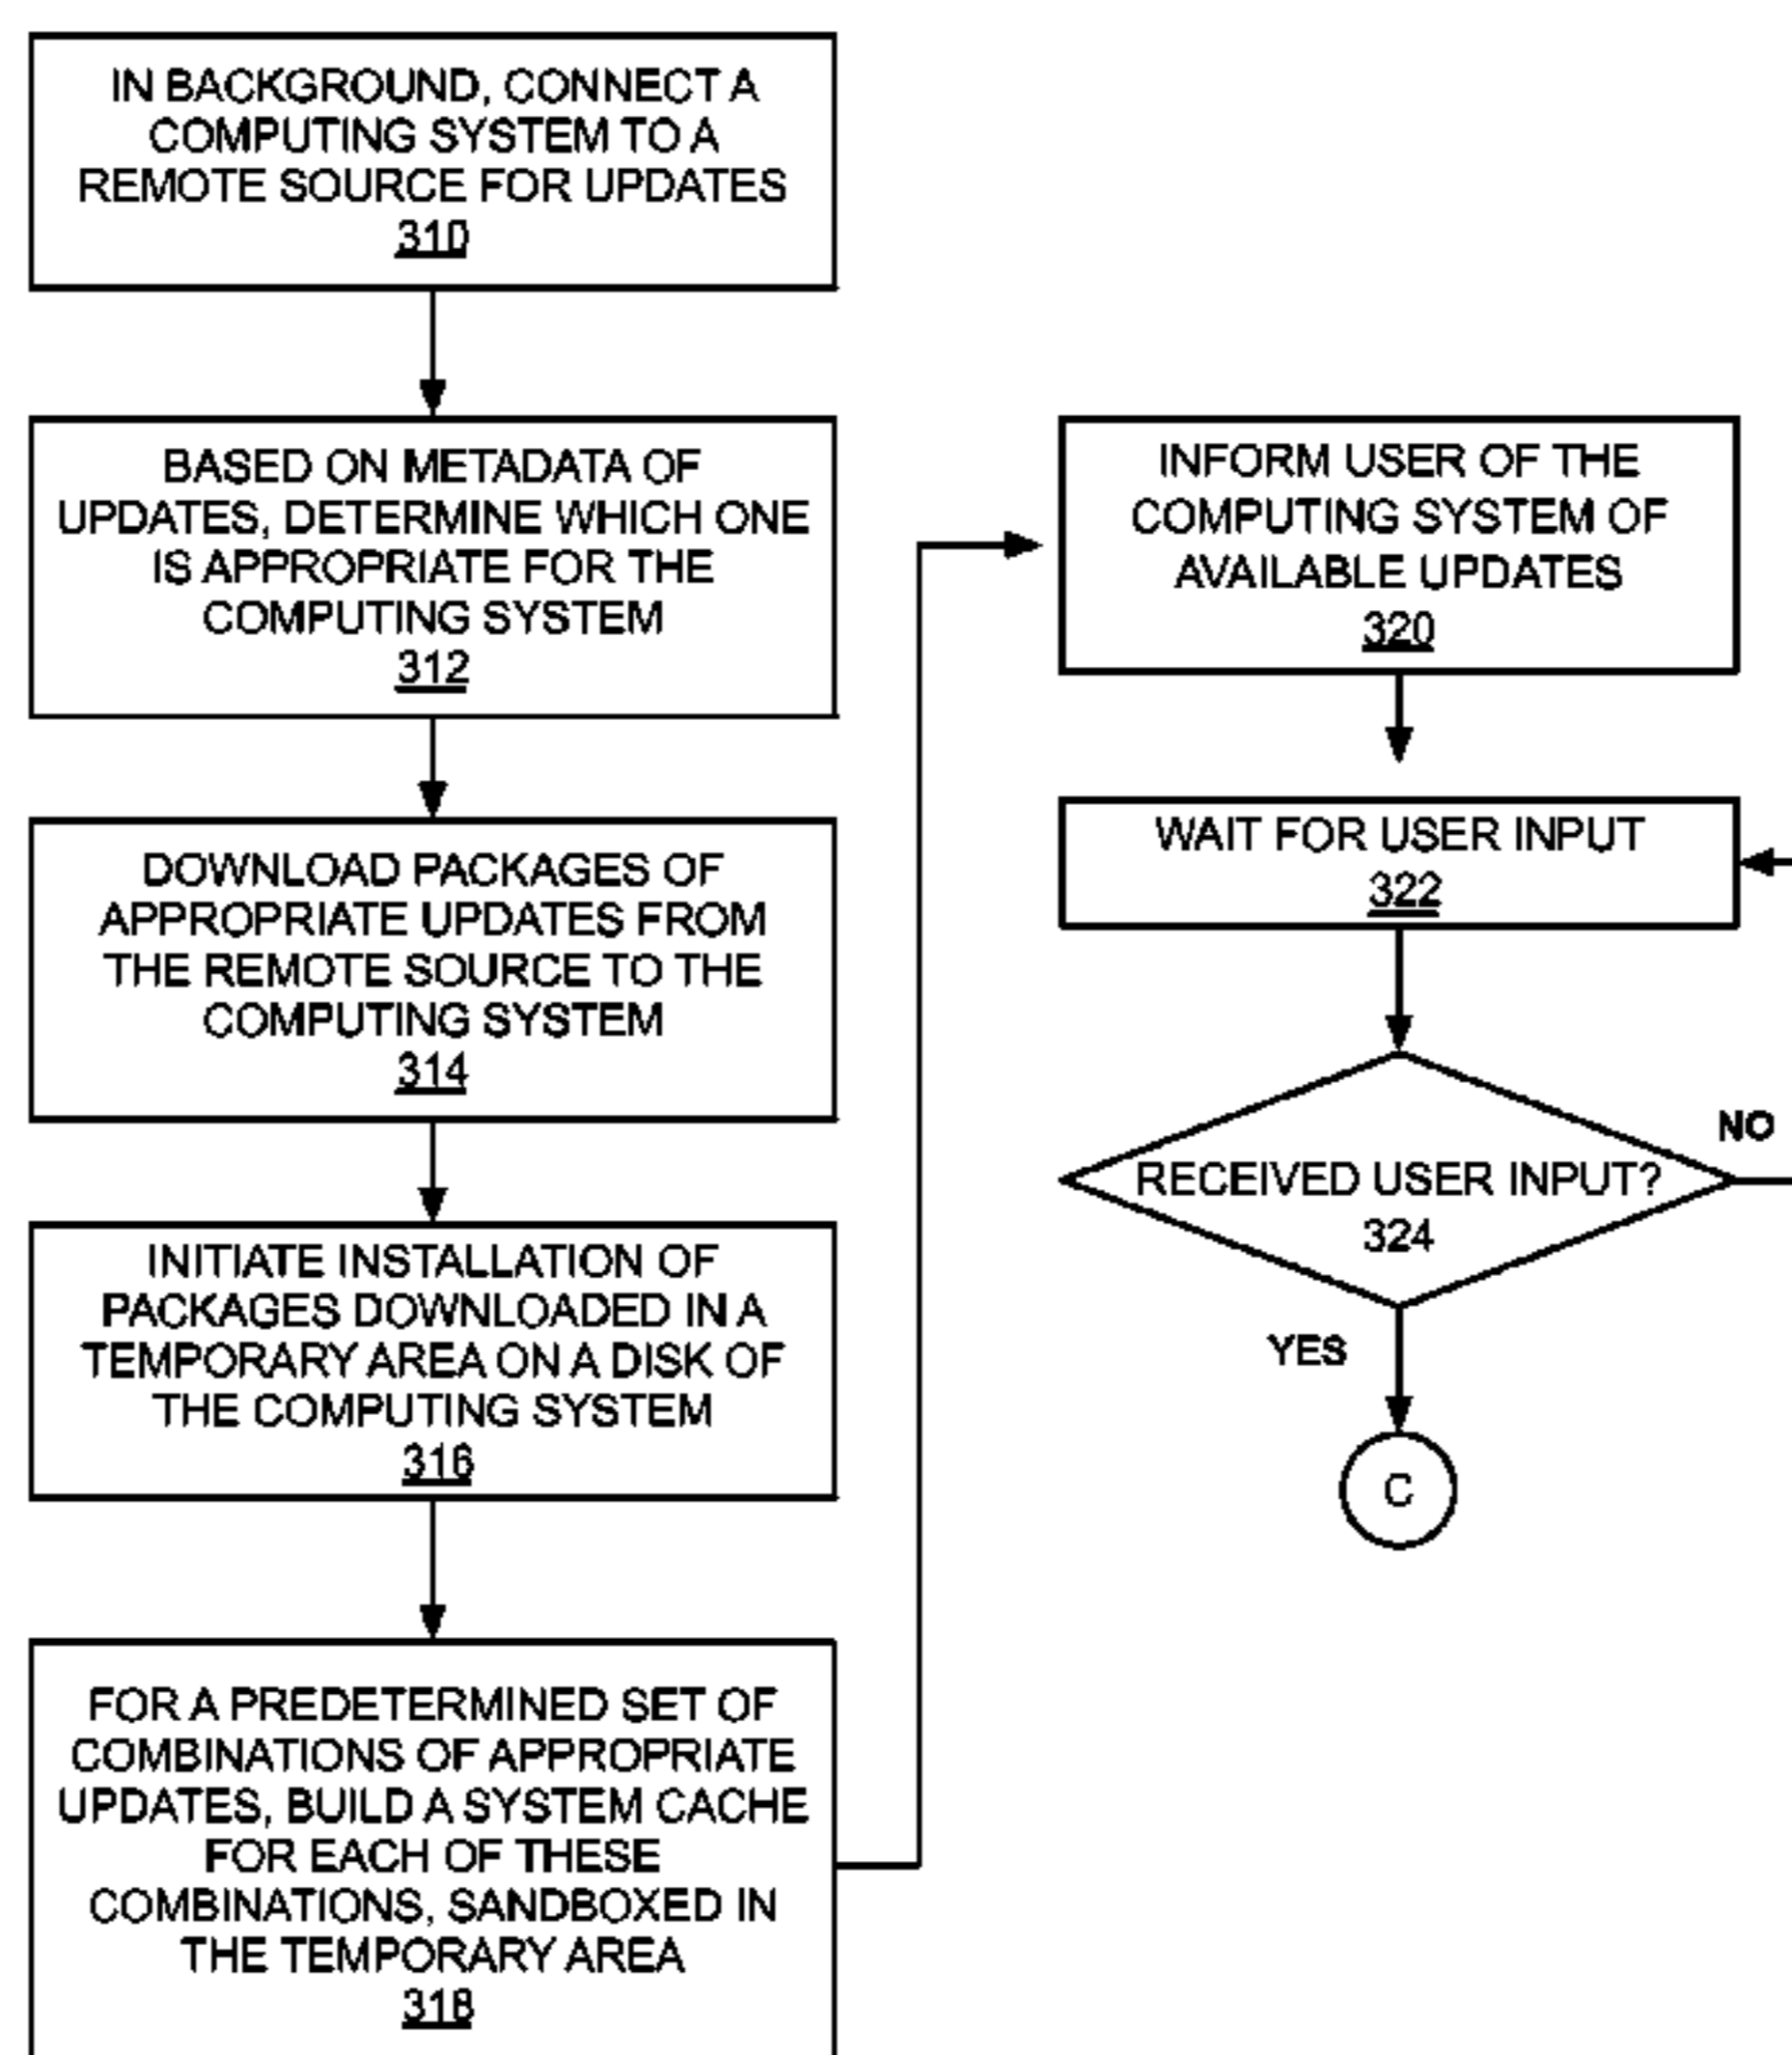 IN BACKGROUND, CONNECT A
COMPUTING SYSTEM TO A
REMOTE SOURCE FOR UPDATES
310
BASED ON METADATA OF
UPDATES, DETERMINE WHICH ONE
IS APPROPRIATE FOR THE
COMPUTING SYSTEM
312
DOWNLOAD PACKAGES OF
APPROPRIATE UPDATES FROM
THE REMOTE SOURCE TO THE
COMPUTING SYSTEM
314
INITIATE INSTALLATION OF
PACKAGES DOWNLOADED IN A
TEMPORARY AREA ON A DISK OF
THE COMPUTING SYSTEM
316
FOR A PREDETERMINED SET OF
COMBINATIONS OF APPROPRIATE
UPDATES, BUILD A SYSTEM CACHE
FOR EACH OF THESE
COMBINATIONS, SANDBOXED IN
THE TEMPORARY AREA
318
INFORM USER OF THE
COMPUTING SYSTEM OF
AVAILABLE UPDATES
320
WAIT FOR USER INPUT
322
RECEIVED USER INPUT?
324
NO
YES
C